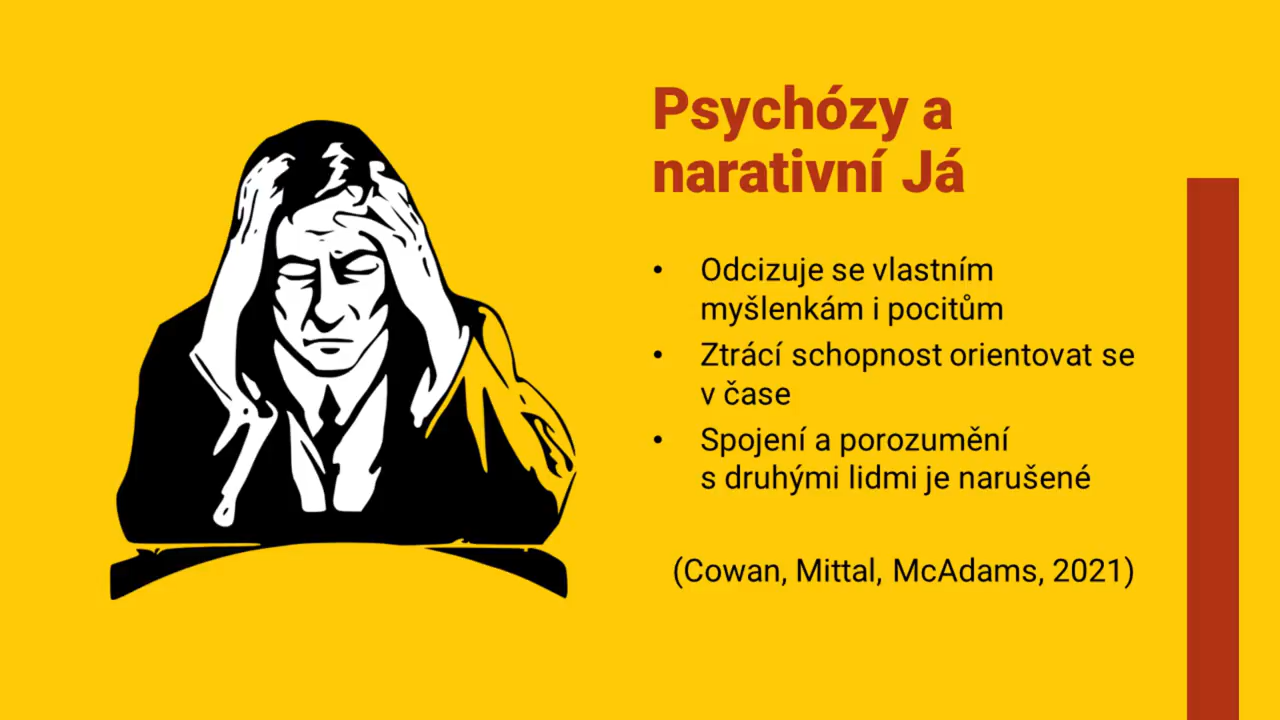 Psychózy a
narativní Já
• Odcizuje se vlastním
myšlenkám i pocitům
• Ztrácí schopnost orientovat se
v čase
• Spojení a porozumění
s druhými lidmi je narušené
(Cowan, Mittal, McAdams, 2021)